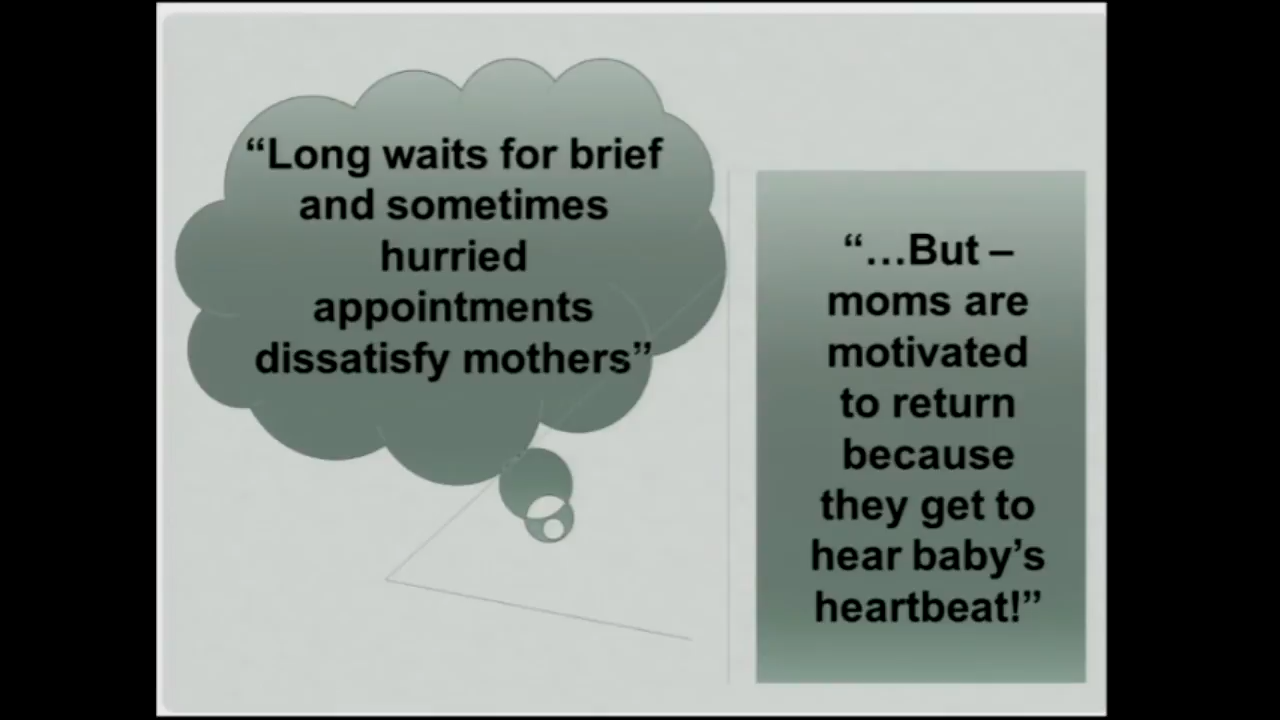 “Long waits for brief
and sometimes
hurried
appointments
dissatisfy mothers”
“…But –
moms are
motivated
to return
because
they get to
hear baby’s
heartbeat!”